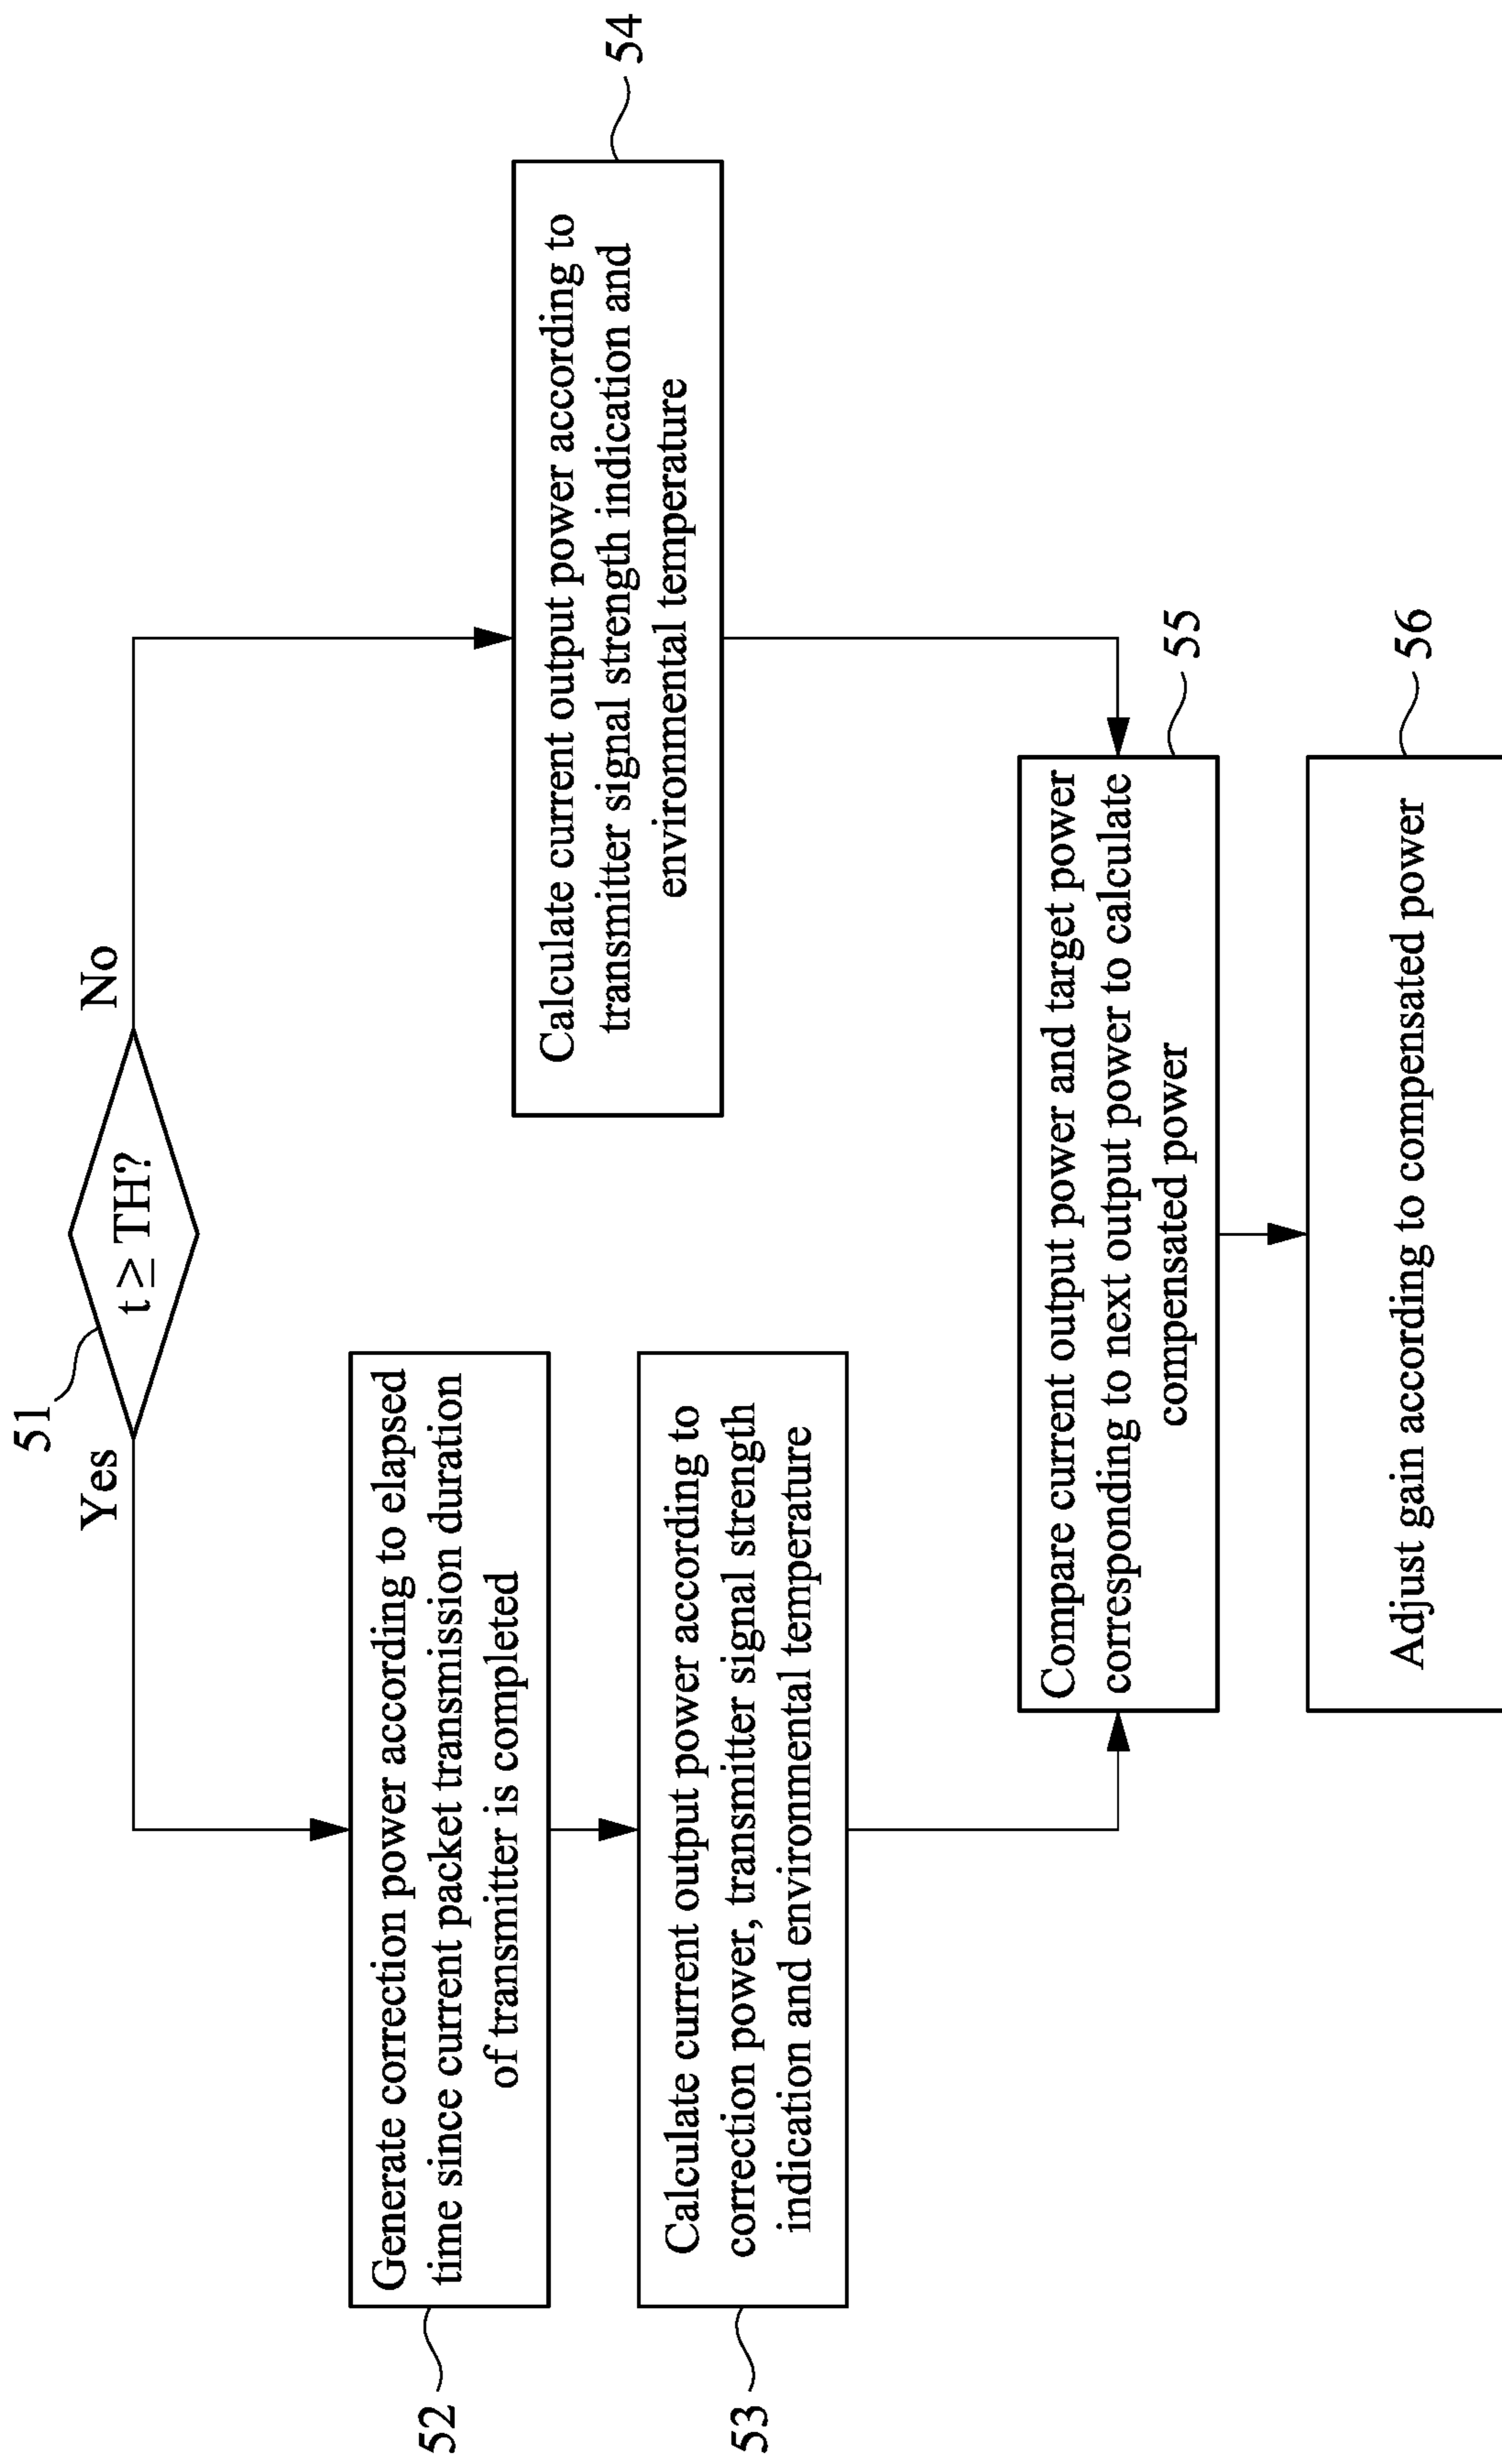 51
t ≥ TH?
Yes
No
Generate correction power according to elapsed
time since current packet transmission duration
of transmitter is completed
52
Calculate current output power according to
correction power, transmitter signal strength
indication and environmental temperature
53
Calculate current output power according to
transmitter signal strength indication and
environmental temperature
54
Compare current output power and target power
corresponding to next output power to calculate
compensated power
55
Adjust gain according to compensated power
56